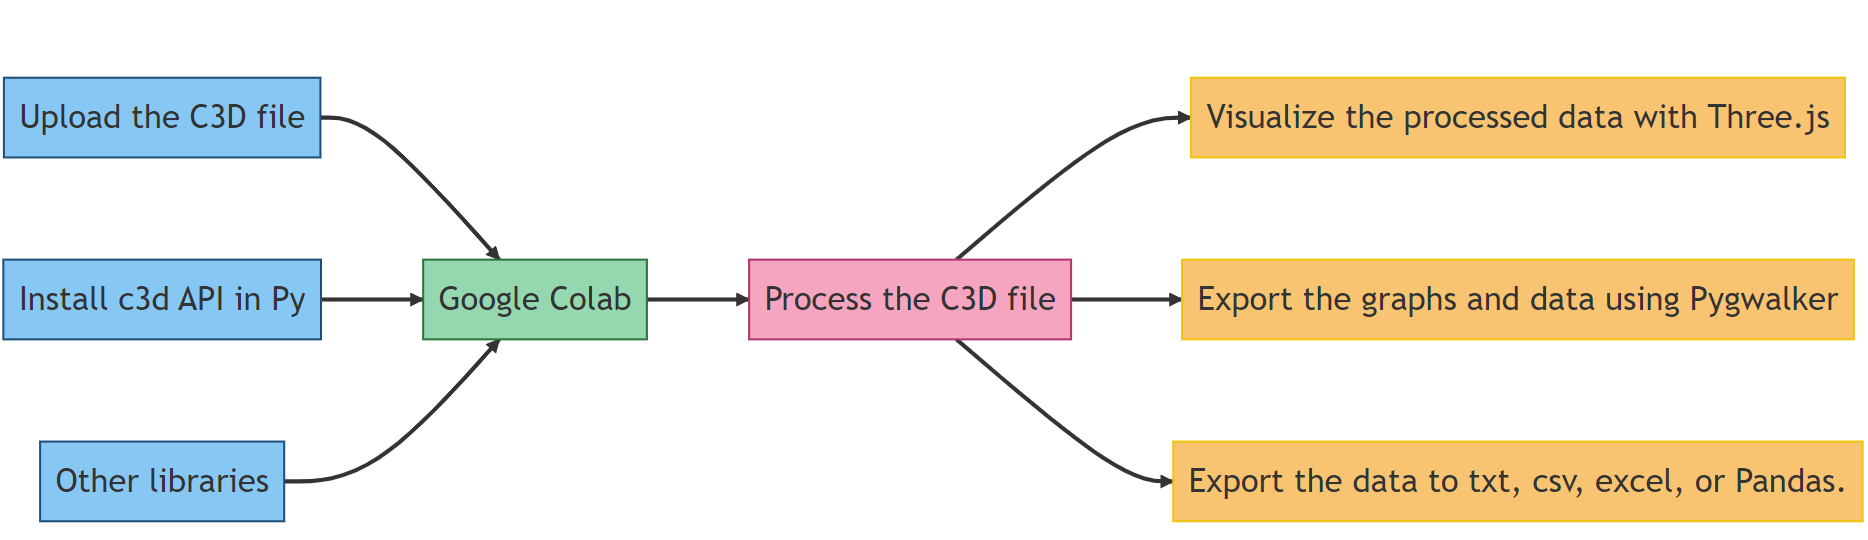 Upload the C3D file
Install c3d API in Py
Other libraries
Google Colab
Process the C3D file
Visualize the processed data with Three.js
Export the graphs and data using Pygwalker
Export the data to txt, csv, excel, or Pandas.